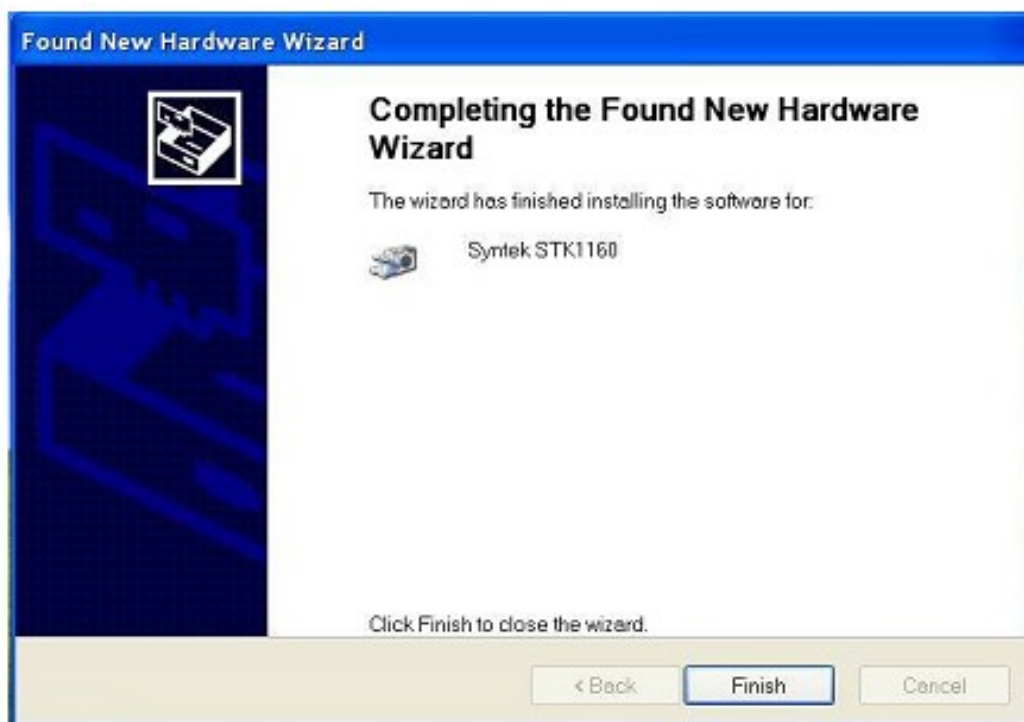 Found New Hardware Wizard
Completing the Found New Hardware
Wizard
The wizard has finished installing the software for:
Syntek STK1160
Click Finish to close the wizard.
< Back
Finish
Cancel